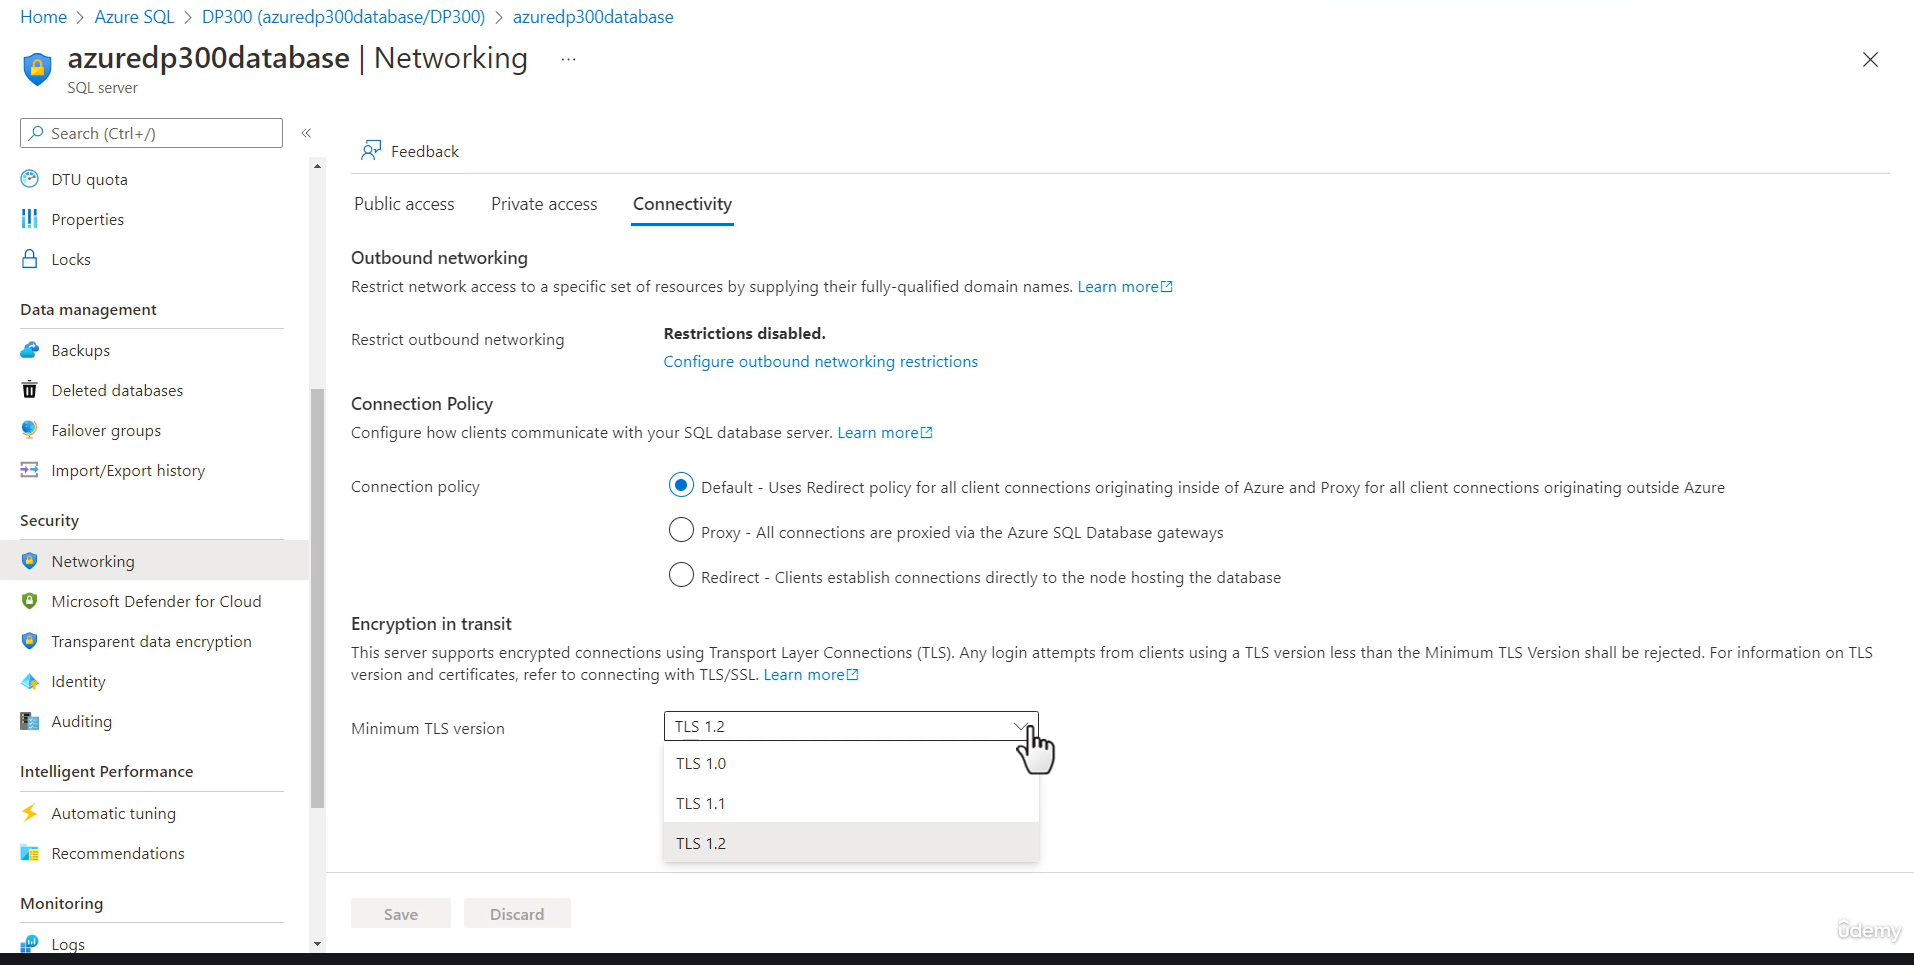 Home > Azure SQL > DP300 (azuredp300database/DP300) > azuredp300database
azuredp300database | Networking ...
SQL server
Search (Ctrl+/) «
DTU quota
Properties
Locks
Data management
Backups
Deleted databases
Failover groups
Import/Export history
Security
Networking
Microsoft Defender for Cloud
Transparent data encryption
Identity
Auditing
Intelligent Performance
Automatic tuning
Recommendations
Monitoring
Logs
Feedback
Public access Private access Connectivity
Outbound networking
Restrict network access to a specific set of resources by supplying their fully-qualified domain names. Learn more
Restrict outbound networking Restrictions disabled.
Configure outbound networking restrictions
Connection Policy
Configure how clients communicate with your SQL database server. Learn more
Connection policy Default - Uses Redirect policy for all client connections originating inside of Azure and Proxy for all client connections originating outside Azure
Proxy - All connections are proxied via the Azure SQL Database gateways
Redirect - Clients establish connections directly to the node hosting the database
Encryption in transit
This server supports encrypted connections using Transport Layer Connections (TLS). Any login attempts from clients using a TLS version less than the Minimum TLS Version shall be rejected. For information on TLS
version and certificates, refer to connecting with TLS/SSL. Learn more
Minimum TLS version TLS 1.2
TLS 1.0
TLS 1.1
TLS 1.2
Save Discard
ûdemy